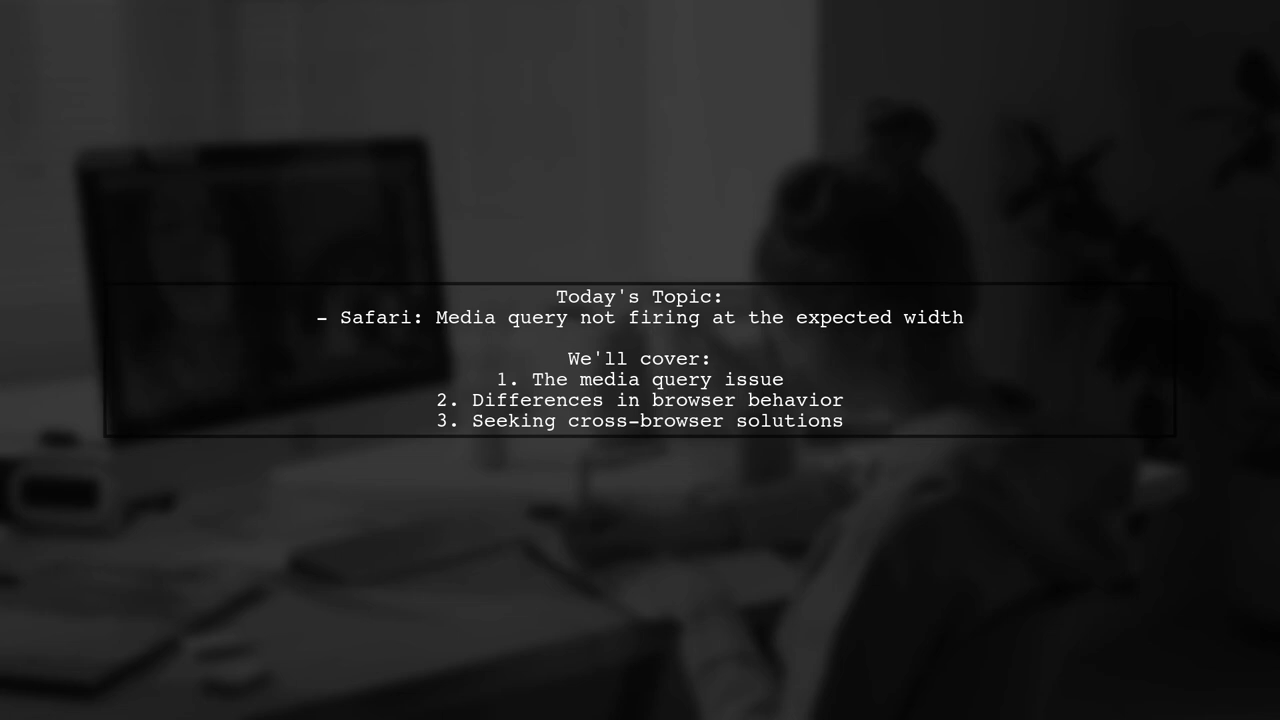 Today's Topic:
- Safari: Media query not firing at the expected width
We'll cover:
1. The media query issue
2. Differences in browser behavior
3. Seeking cross-browser solutions